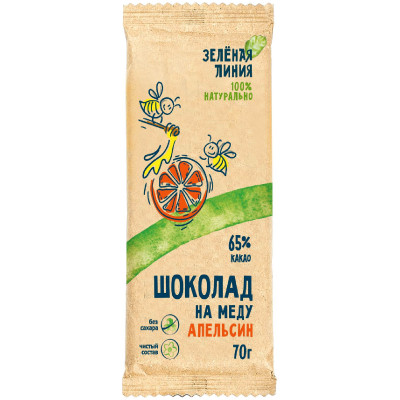 ЗЕЛЁНАЯ
ЛИНИЯ
100%
НАТУРАЛЬНО
65%
КАКАО
ШОКОЛАД
НА МЕДУ
АПЕЛЬСИН
без
сахара
чистый
состав
70г